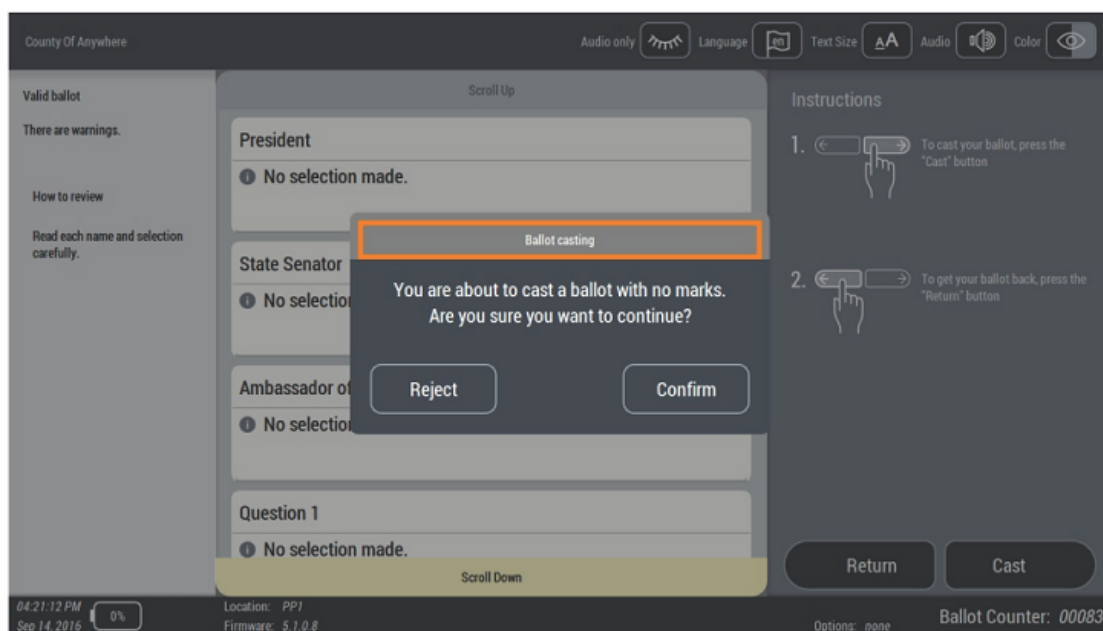 County Of Anywhere
Audio only
Language
en
Text Size
AA
Audio
Color
Valid ballot
There are warnings.
How to review
Read each name and selection
carefully.
Scroll Up
President
No selection made.
State Senator
No selection
Ambassador of
No selection
Question 1
No selection made.
Scroll Down
Ballot casting
You are about to cast a ballot with no marks.
Are you sure you want to continue?
Reject
Confirm
Instructions
1.
To cast your ballot, press the
"Cast" button
2.
To get your ballot back, press the
"Return" button
Return
Cast
04:21:12 PM
Sep 14, 2016
0%
Location: PP1
Firmware: 5.1.0.8
Options: none
Ballot Counter: 00083